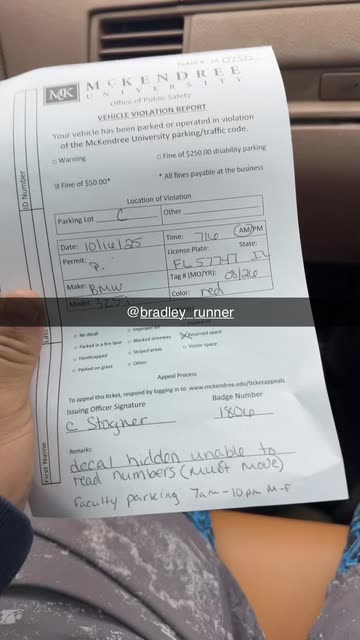 Ticket #
MK MCKENDREE
UNIVERSITY
Office of Public Safety
VEHICLE VIOLATION REPORT
Your vehicle has been parked or operated in violation
of the McKendree University parking/traffic code.
□ Warning □ Fine of $250.00 disability parking
Fine of $50.00* * All fines payable at the business
Location of Violation
Parking Lot C Other
Date: 10/16/25 Time: 716 AM/PM
Permit: P. License Plate: State:
FL57747 IL
Make: BMW Tag # (MO/YR): 08/26
Model: Color: red
@bradley_runner
□ No decal □ Reserved space
□ Parked in a fire lane □ Blocked driveway □ Visitor space
□ Handicapped □ Striped areas
□ Parked on grass □ Other:
Appeal Process
To appeal this ticket, respond by logging in to www.mckendree.edu/ticketappeals
Issuing Officer Signature Badge Number
C Stogner 1806
Remarks:
decal hidden unable to
read numbers (must move)
Faculty parking 7am-10pm M-F
ID Number
First Name